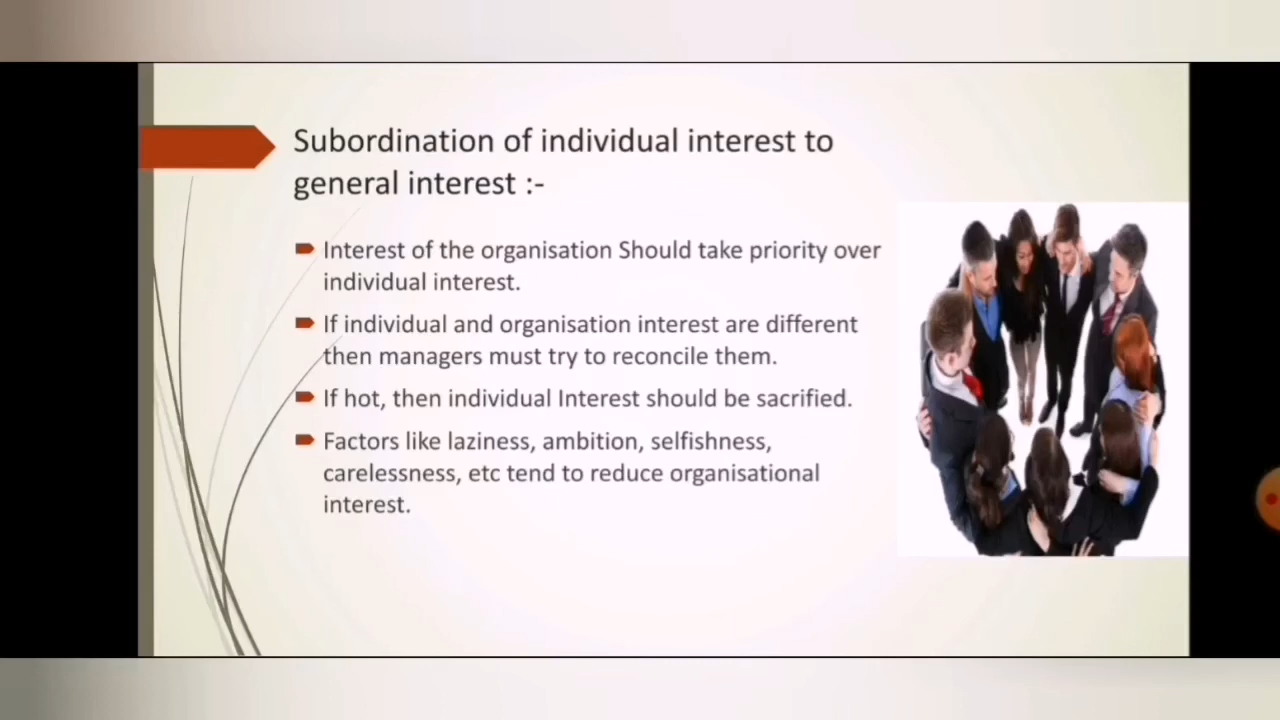 Subordination of individual interest to
general interest :-
Interest of the organisation Should take priority over
individual interest.
If individual and organisation interest are different
then managers must try to reconcile them.
If hot, then individual Interest should be sacrified.
Factors like laziness, ambition, selfishness,
carelessness, etc tend to reduce organisational
interest.